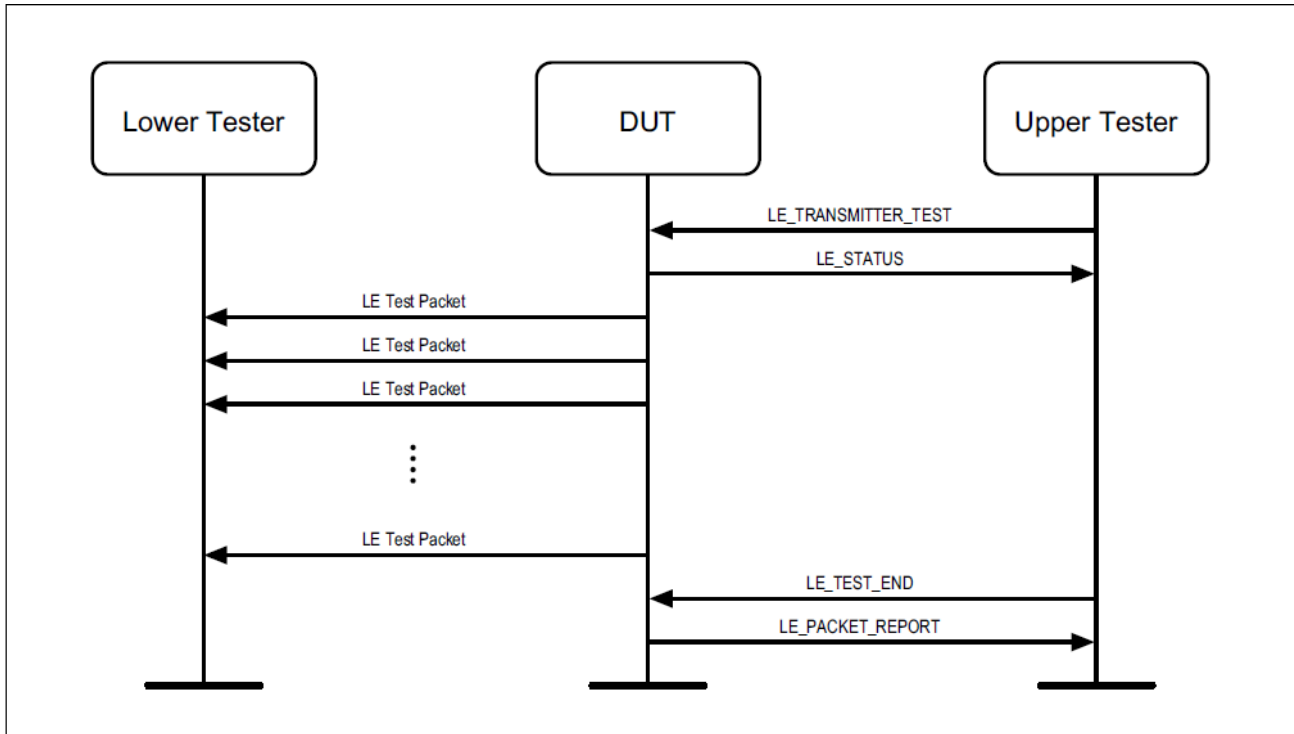 Lower Tester
DUT
Upper Tester
LE_TRANSMITTER_TEST
LE_STATUS
LE Test Packet
LE Test Packet
LE Test Packet
LE Test Packet
LE_TEST_END
LE_PACKET_REPORT